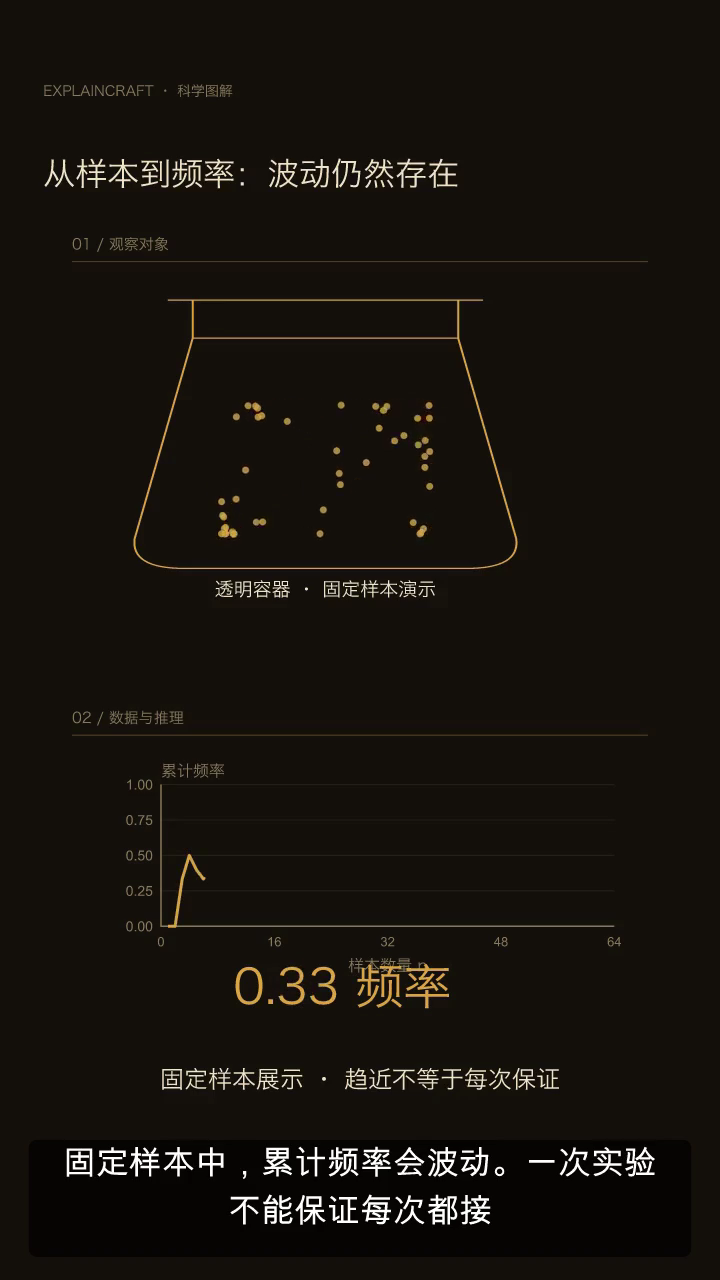 EXPLAINCRAFT · 科学图解
从样本到频率：波动仍然存在
01 / 观察对象
透明容器 · 固定样本演示
02 / 数据与推理
累计频率
1.00
0.75
0.50
0.25
0.00
0 16 32 48 64
样本数量 n
0.33 频率
固定样本展示 · 趋近不等于每次保证
固定样本中，累计频率会波动。一次实验
不能保证每次都接